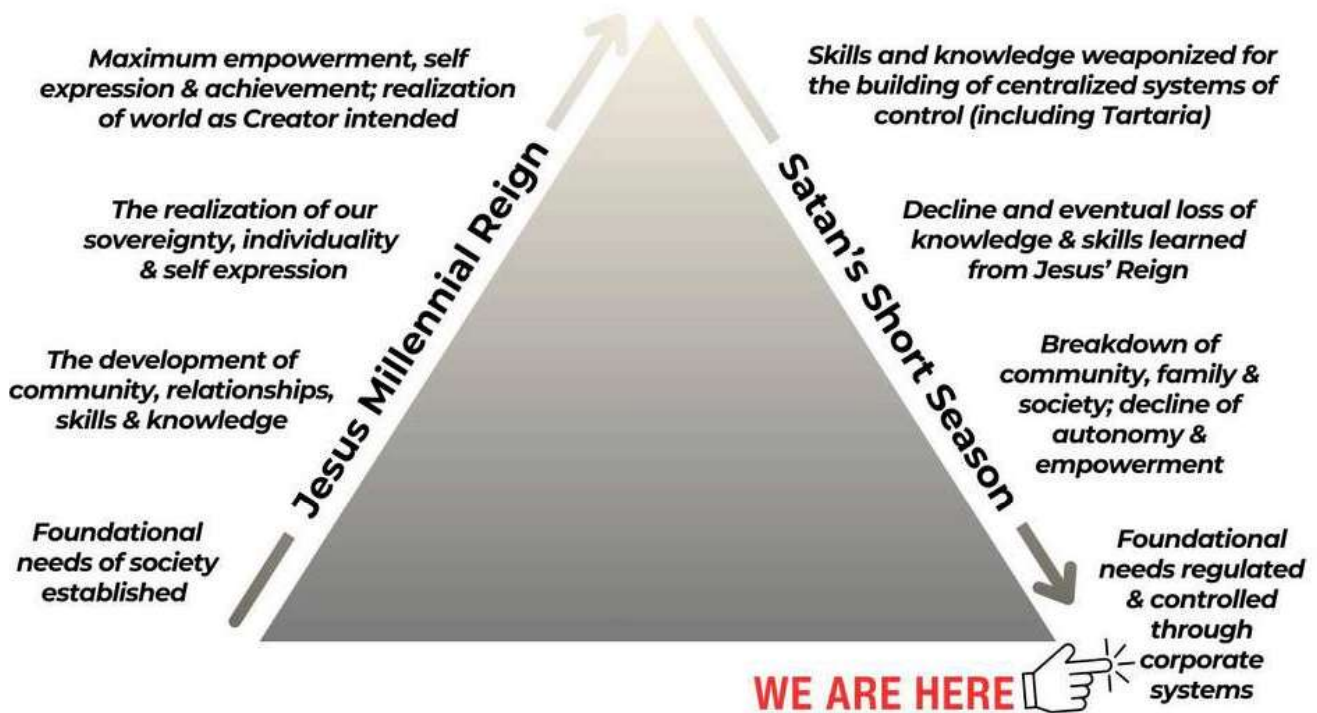 Maximum empowerment, self
expression & achievement; realization
of world as Creator intended
The realization of our
sovereignty, individuality
& self expression
The development of
community, relationships,
skills & knowledge
Foundational
needs of society
established
Jesus Millennial Reign
Satan's Short Season
Skills and knowledge weaponized for
the building of centralized systems of
control (including Tartaria)
Decline and eventual loss of
knowledge & skills learned
from Jesus' Reign
Breakdown of
community, family &
society; decline of
autonomy &
empowerment
Foundational
needs regulated
& controlled
through
corporate
systems
WE ARE HERE